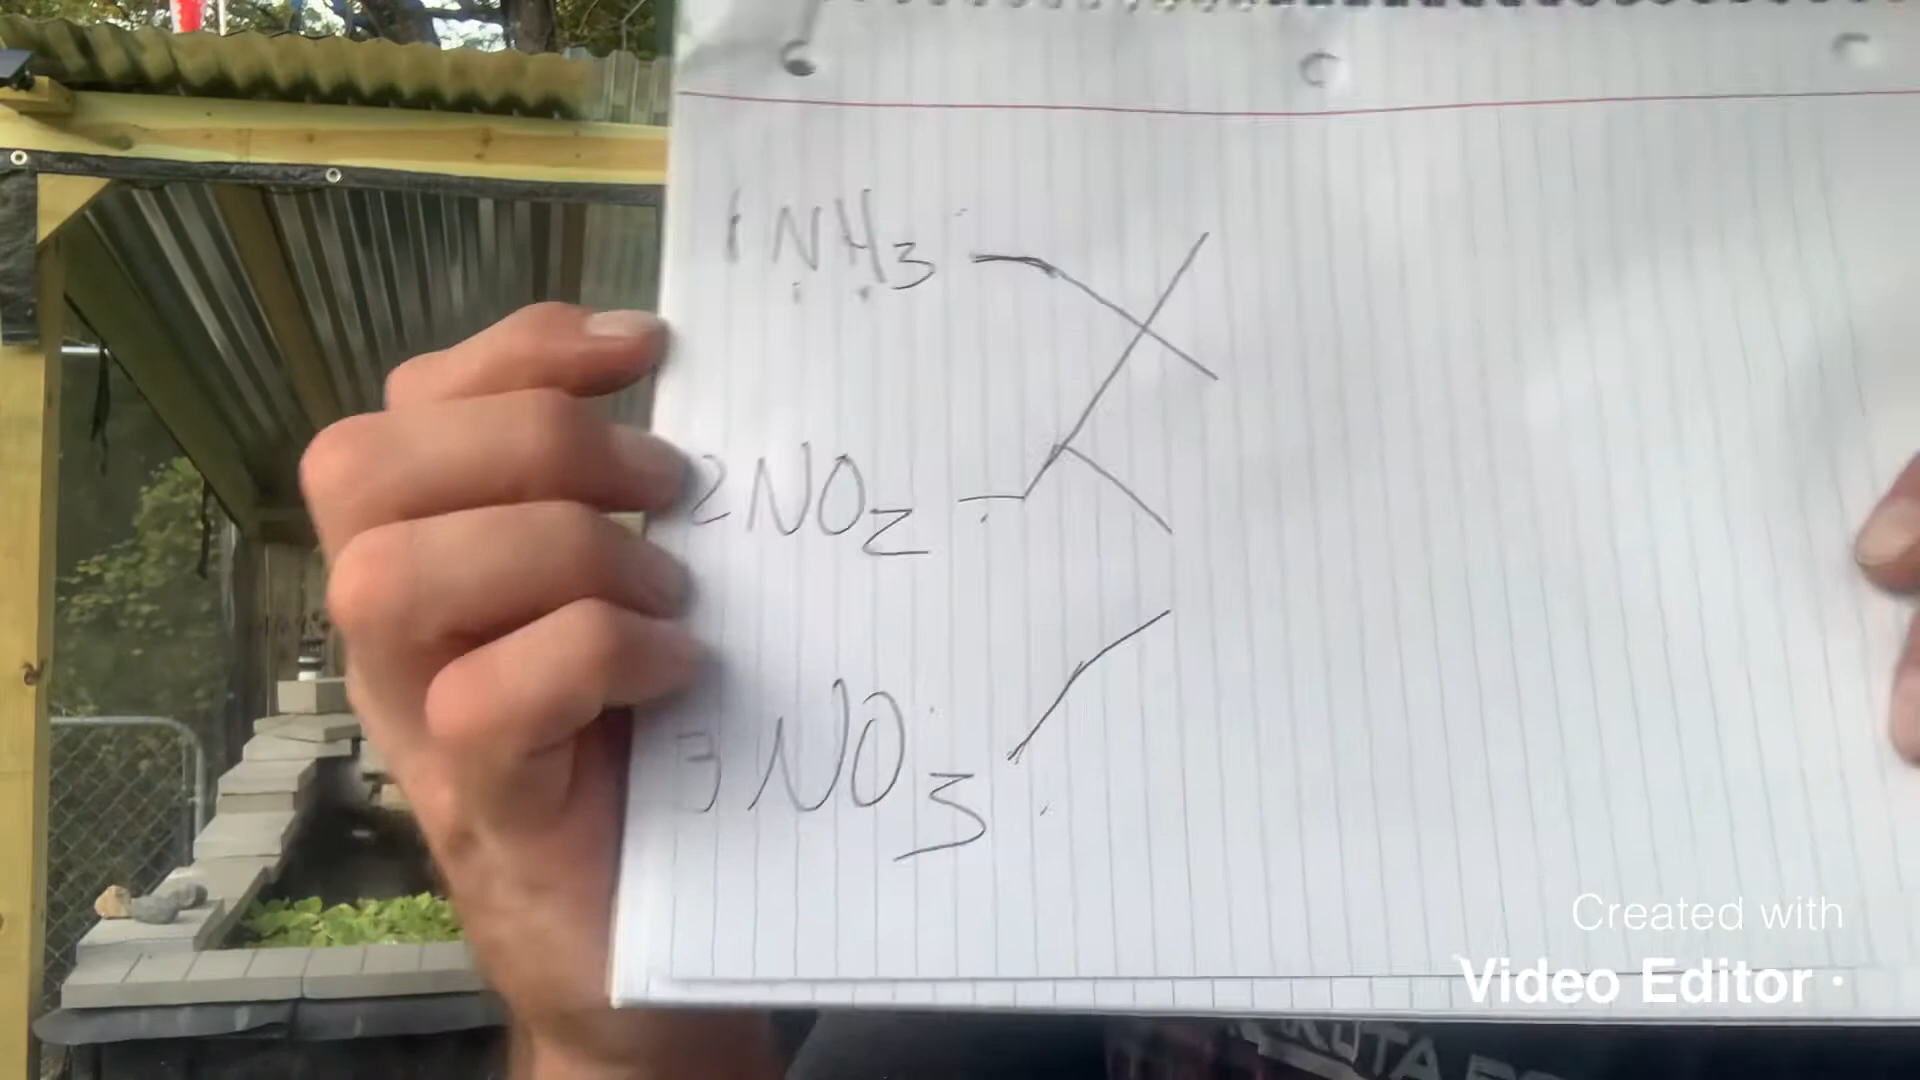 1 NH3
2 NO2
3 NO3
Created with
Video Editor